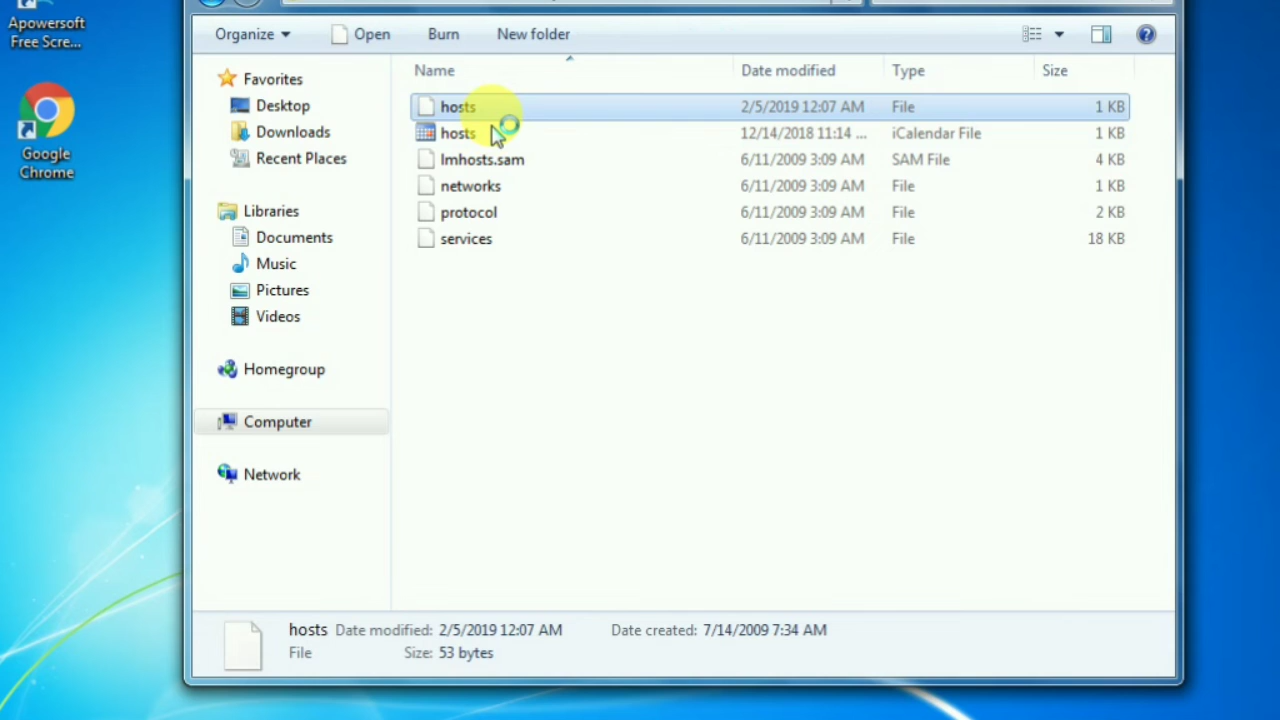 Apowersoft
Free Scre...
Google
Chrome
Organize Open Burn New folder
Name Date modified Type Size
Favorites
Desktop
Downloads
Recent Places
Libraries
Documents
Music
Pictures
Videos
Homegroup
Computer
Network
hosts 2/5/2019 12:07 AM File 1 KB
hosts 12/14/2018 11:14 ... iCalendar File 1 KB
lmhosts.sam 6/11/2009 3:09 AM SAM File 4 KB
networks 6/11/2009 3:09 AM File 1 KB
protocol 6/11/2009 3:09 AM File 2 KB
services 6/11/2009 3:09 AM File 18 KB
hosts Date modified: 2/5/2019 12:07 AM Date created: 7/14/2009 7:34 AM
File Size: 53 bytes